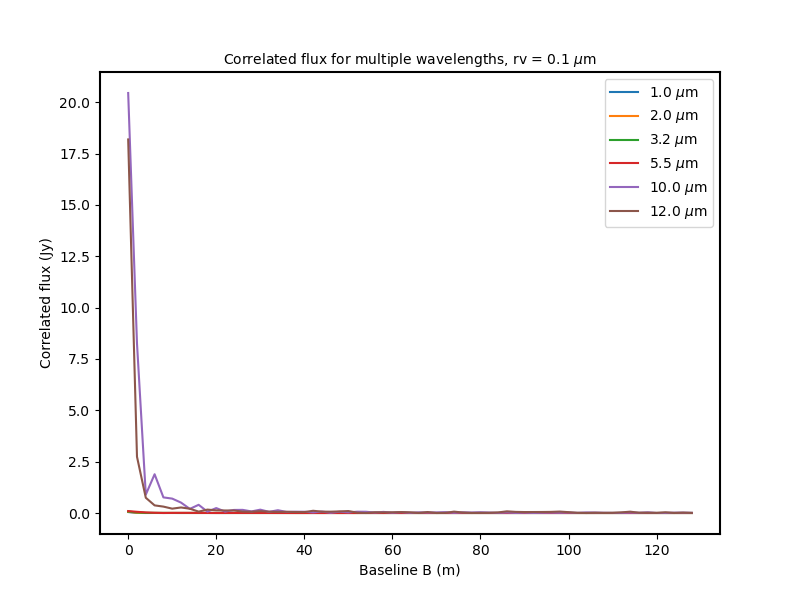 Correlated flux for multiple wavelengths, rv = 0.1 μm
20.0
17.5
15.0
12.5
10.0
7.5
5.0
2.5
0.0
Correlated flux (Jy)
1.0 μm
2.0 μm
3.2 μm
5.5 μm
10.0 μm
12.0 μm
0 20 40 60 80 100 120
Baseline B (m)